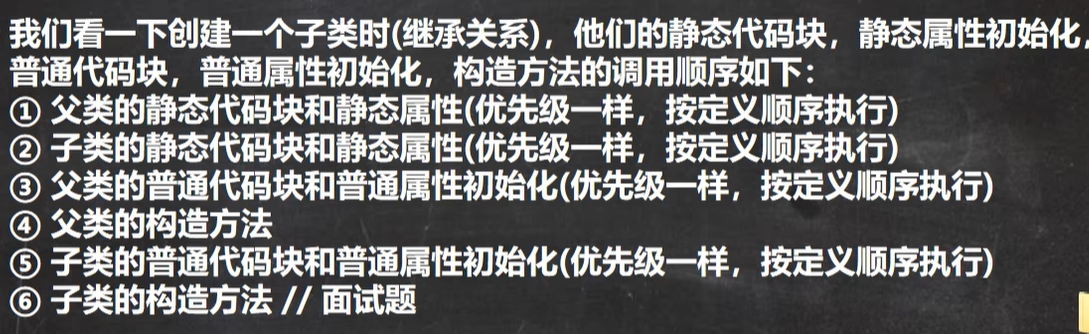 我们看一下创建一个子类时(继承关系)，他们的静态代码块，静态属性初始化，
普通代码块，普通属性初始化，构造方法的调用顺序如下：
① 父类的静态代码块和静态属性(优先级一样，按定义顺序执行)
② 子类的静态代码块和静态属性(优先级一样，按定义顺序执行)
③ 父类的普通代码块和普通属性初始化(优先级一样，按定义顺序执行)
④ 父类的构造方法
⑤ 子类的普通代码块和普通属性初始化(优先级一样，按定义顺序执行)
⑥ 子类的构造方法 // 面试题